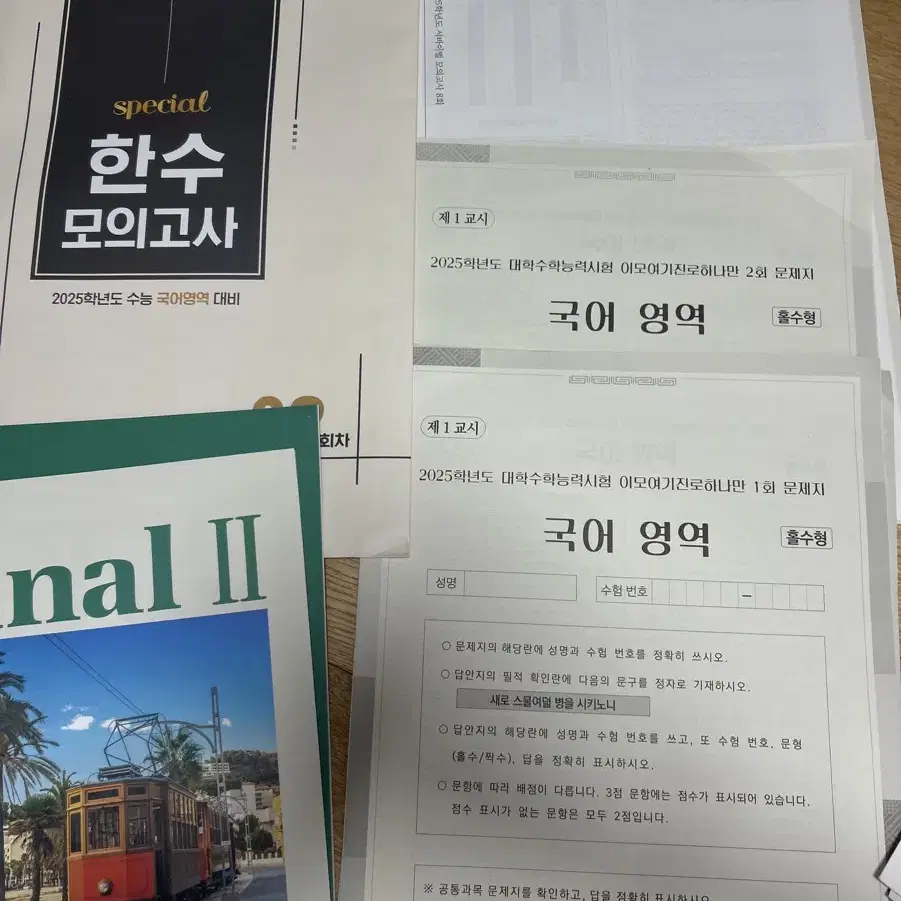 special
한수
모의고사
2025학년도 수능 국어영역 대비
회차
nal II
모의고사 8회
제 1 교시
2025학년도 대학수학능력시험 이모여기진로하나만 2회 문제지
국어 영역
홀수형
제 1 교시
2025학년도 대학수학능력시험 이모여기진로하나만 1회 문제지
국어 영역
홀수형
성명
수험 번호
–
○ 문제지의 해당란에 성명과 수험 번호를 정확히 쓰시오.
○ 답안지의 필적 확인란에 다음의 문구를 정자로 기재하시오.
새로 스물여덟 병을 시키노니
○ 답안지의 해당란에 성명과 수험 번호를 쓰고, 또 수험 번호, 문형
(홀수/짝수), 답을 정확히 표시하시오.
○ 문항에 따라 배점이 다릅니다. 3점 문항에는 점수가 표시되어 있습니다.
점수 표시가 없는 문항은 모두 2점입니다.
※ 공통과목 문제지를 확인하고, 답을 정확히 표시하시오